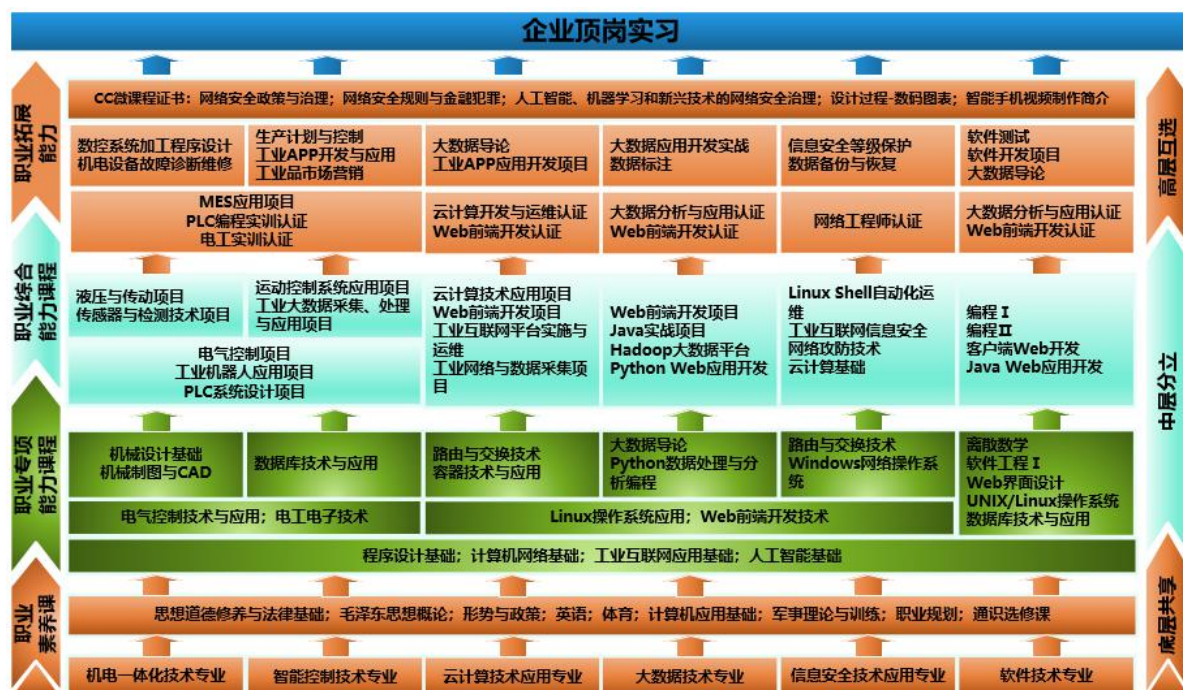 企业顶岗实习
职业拓展
能力
CC微课程证书：网络安全政策与治理；网络安全规则与金融犯罪；人工智能、机器学习和新兴技术的网络安全治理；设计过程-数码图表；智能手机视频制作简介
高层互选
数控系统加工程序设计
机电设备故障诊断维修
生产计划与控制
工业APP开发与应用
工业品市场营销
大数据导论
工业APP应用开发项目
大数据应用开发实战
数据标注
信息安全等级保护
数据备份与恢复
软件测试
软件开发项目
大数据导论
MES应用项目
PLC编程实训认证
电工实训认证
云计算开发与运维认证
Web前端开发认证
大数据分析与应用认证
Web前端开发认证
网络工程师认证
大数据分析与应用认证
Web前端开发认证
职业综合
能力课程
液压与传动项目
传感器与检测技术项目
运动控制系统应用项目
工业大数据采集、处理
与应用项目
电气控制项目
工业机器人应用项目
PLC系统设计项目
云计算技术应用项目
Web前端开发项目
工业互联网平台实施与
运维
工业网络与数据采集项
目
Web前端开发项目
Java实战项目
Hadoop大数据平台
Python Web应用开发
Linux Shell自动化运
维
工业互联网信息安全
网络攻防技术
云计算基础
编程Ⅰ
编程Ⅱ
客户端Web开发
Java Web应用开发
中层分立
职业专项
能力课程
机械设计基础
机械制图与CAD
数据库技术与应用
路由与交换技术
容器技术与应用
大数据导论
Python数据处理与分
析编程
路由与交换技术
Windows网络操作系
统
离散数学
软件工程Ⅰ
Web界面设计
UNIX/Linux操作系统
数据库技术与应用
电气控制技术与应用；电工电子技术
Linux操作系统应用；Web前端开发技术
程序设计基础；计算机网络基础；工业互联网应用基础；人工智能基础
职业
素养课
思想道德修养与法律基础；毛泽东思想概论；形势与政策；英语；体育；计算机应用基础；军事理论与训练；职业规划；通识选修课
底层共享
机电一体化技术专业
智能控制技术专业
云计算技术应用专业
大数据技术专业
信息安全技术应用专业
软件技术专业